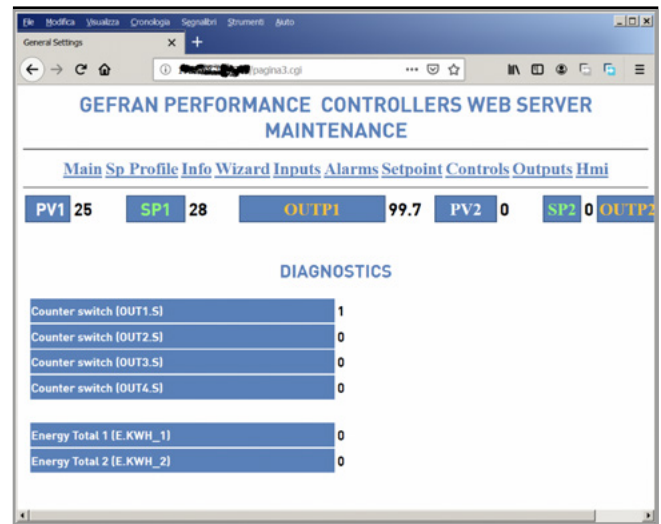 File Modifica Visualizza Cronologia Segnalibri Strumenti Aiuto
General Settings
/pagina3.cgi
GEFRAN PERFORMANCE CONTROLLERS WEB SERVER
MAINTENANCE
Main Sp Profile Info Wizard Inputs Alarms Setpoint Controls Outputs Hmi
PV1 25 SP1 28 OUTP1 99.7 PV2 0 SP2 0 OUTP2
DIAGNOSTICS
Counter switch (OUT1.S) 1
Counter switch (OUT2.S) 0
Counter switch (OUT3.S) 0
Counter switch (OUT4.S) 0
Energy Total 1 (E.KWH_1) 0
Energy Total 2 (E.KWH_2) 0